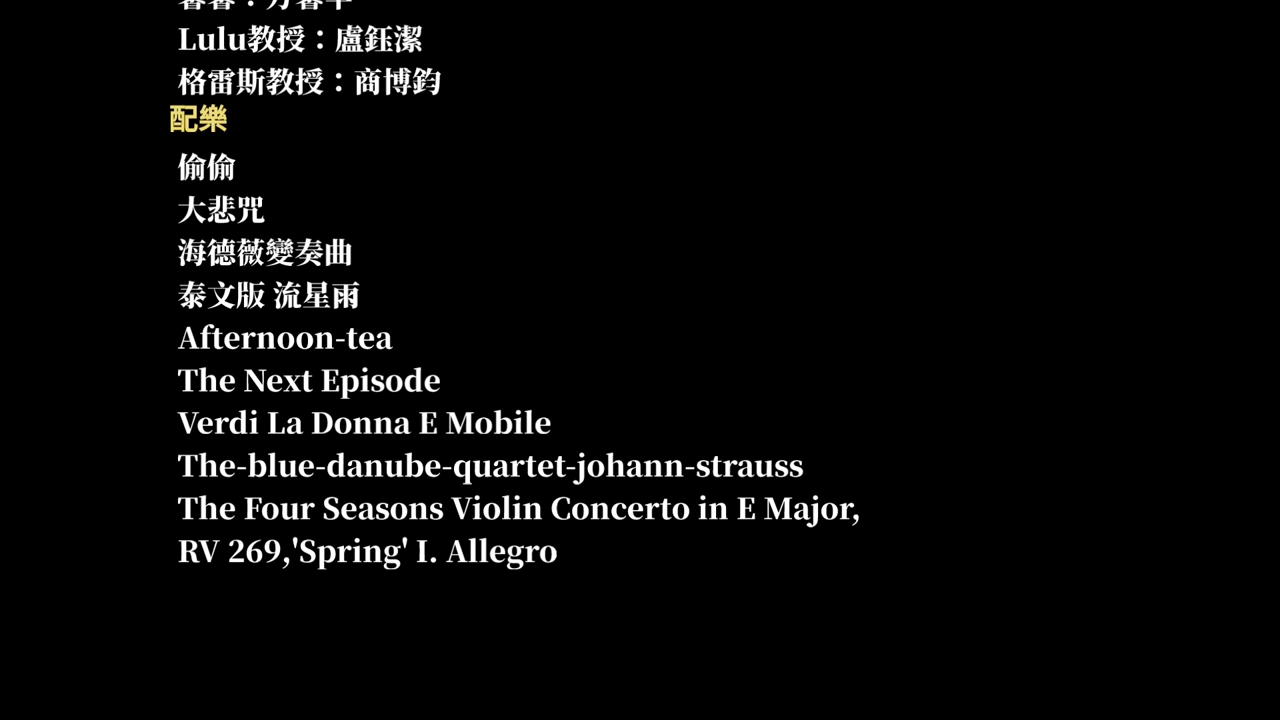 Lulu教授：盧鈺潔
格雷斯教授：商博鈞
配樂
偷偷
大悲咒
海德薇變奏曲
泰文版 流星雨
Afternoon-tea
The Next Episode
Verdi La Donna E Mobile
The-blue-danube-quartet-johann-strauss
The Four Seasons Violin Concerto in E Major,
RV 269,'Spring' I. Allegro